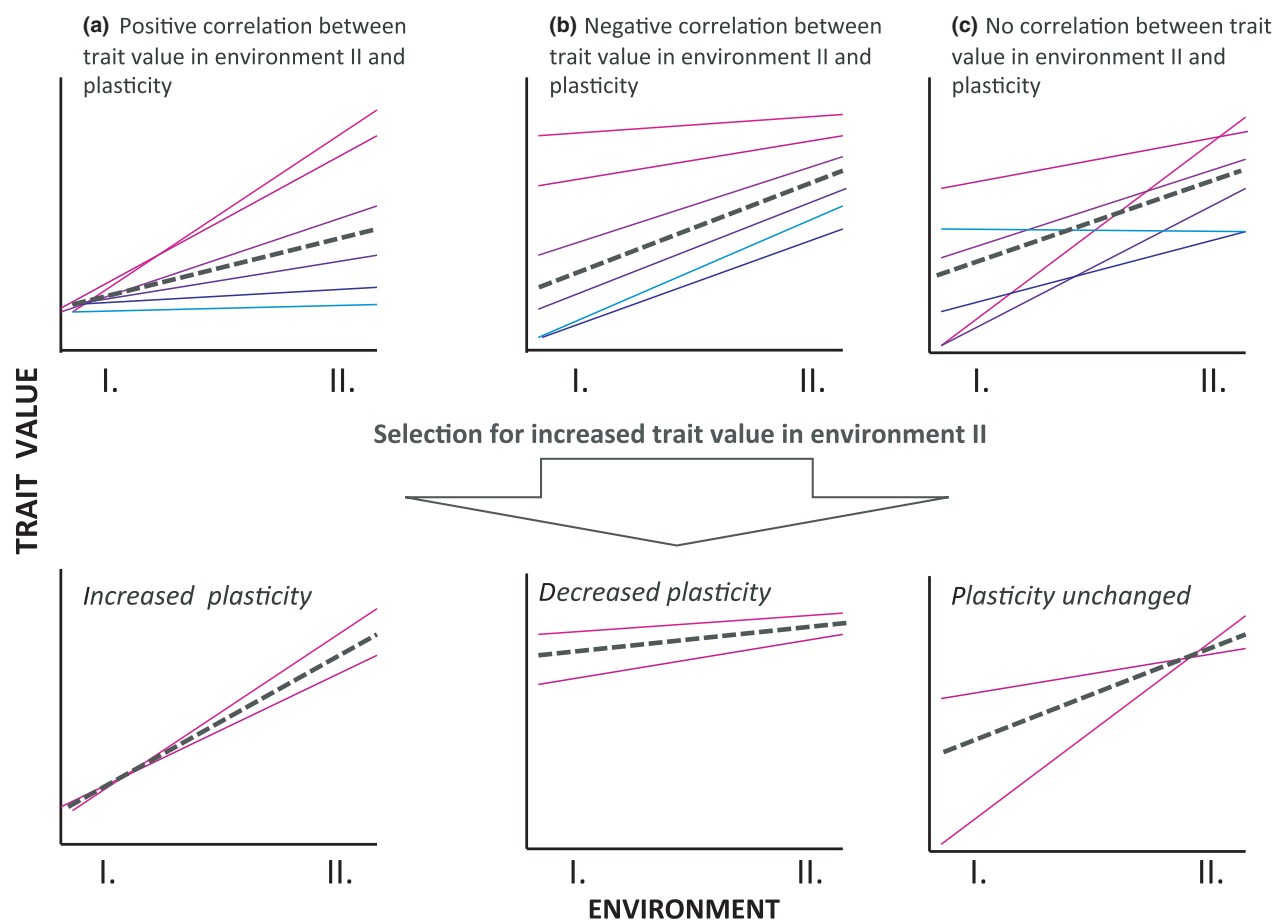 (a) Positive correlation between
trait value in environment II and
plasticity
(b) Negative correlation between
trait value in environment II and
plasticity
(c) No correlation between trait
value in environment II and
plasticity
I.
II.
I.
II.
I.
II.
TRAIT VALUE
Selection for increased trait value in environment II
Increased plasticity
Decreased plasticity
Plasticity unchanged
I.
II.
I.
II.
I.
II.
ENVIRONMENT